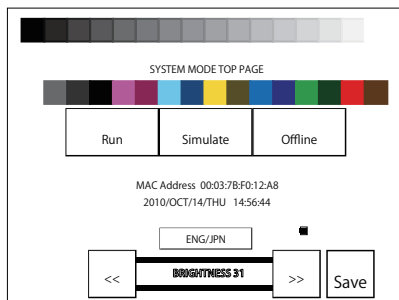 SYSTEM MODE TOP PAGE
Run Simulate Offline
MAC Address 00:03:7B:F0:12:A8
2010/OCT/14/THU 14:56:44
ENG/JPN
<< BRIGHTNESS 31 >> Save